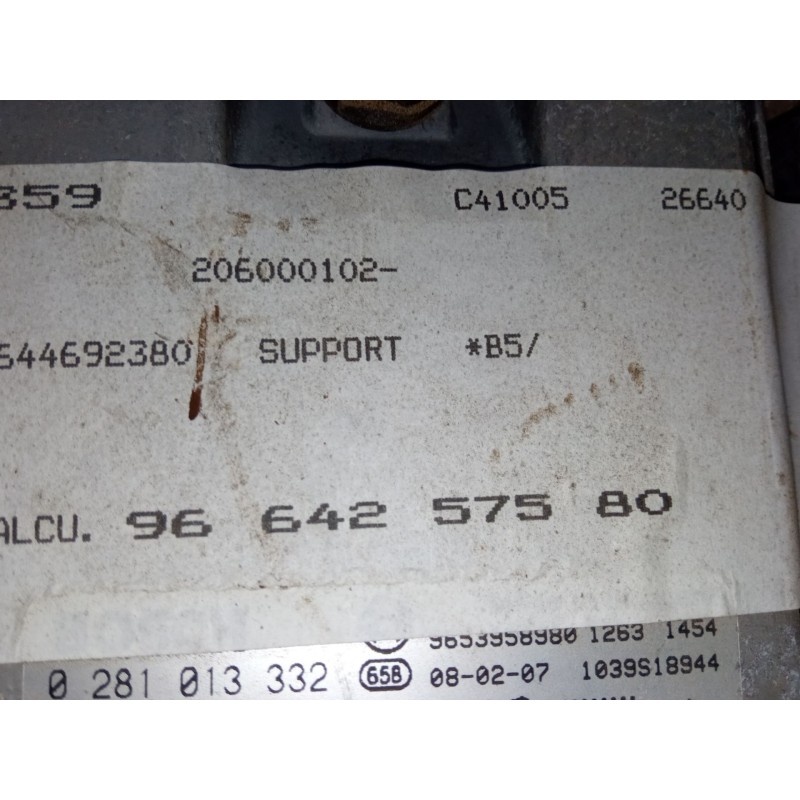 359 C41005 26640
206000102-
644692380 SUPPORT *B5/
ALCU. 96 642 575 80
9653958980 1263 1454
0 281 013 332 658 08-02-07 1039S18944